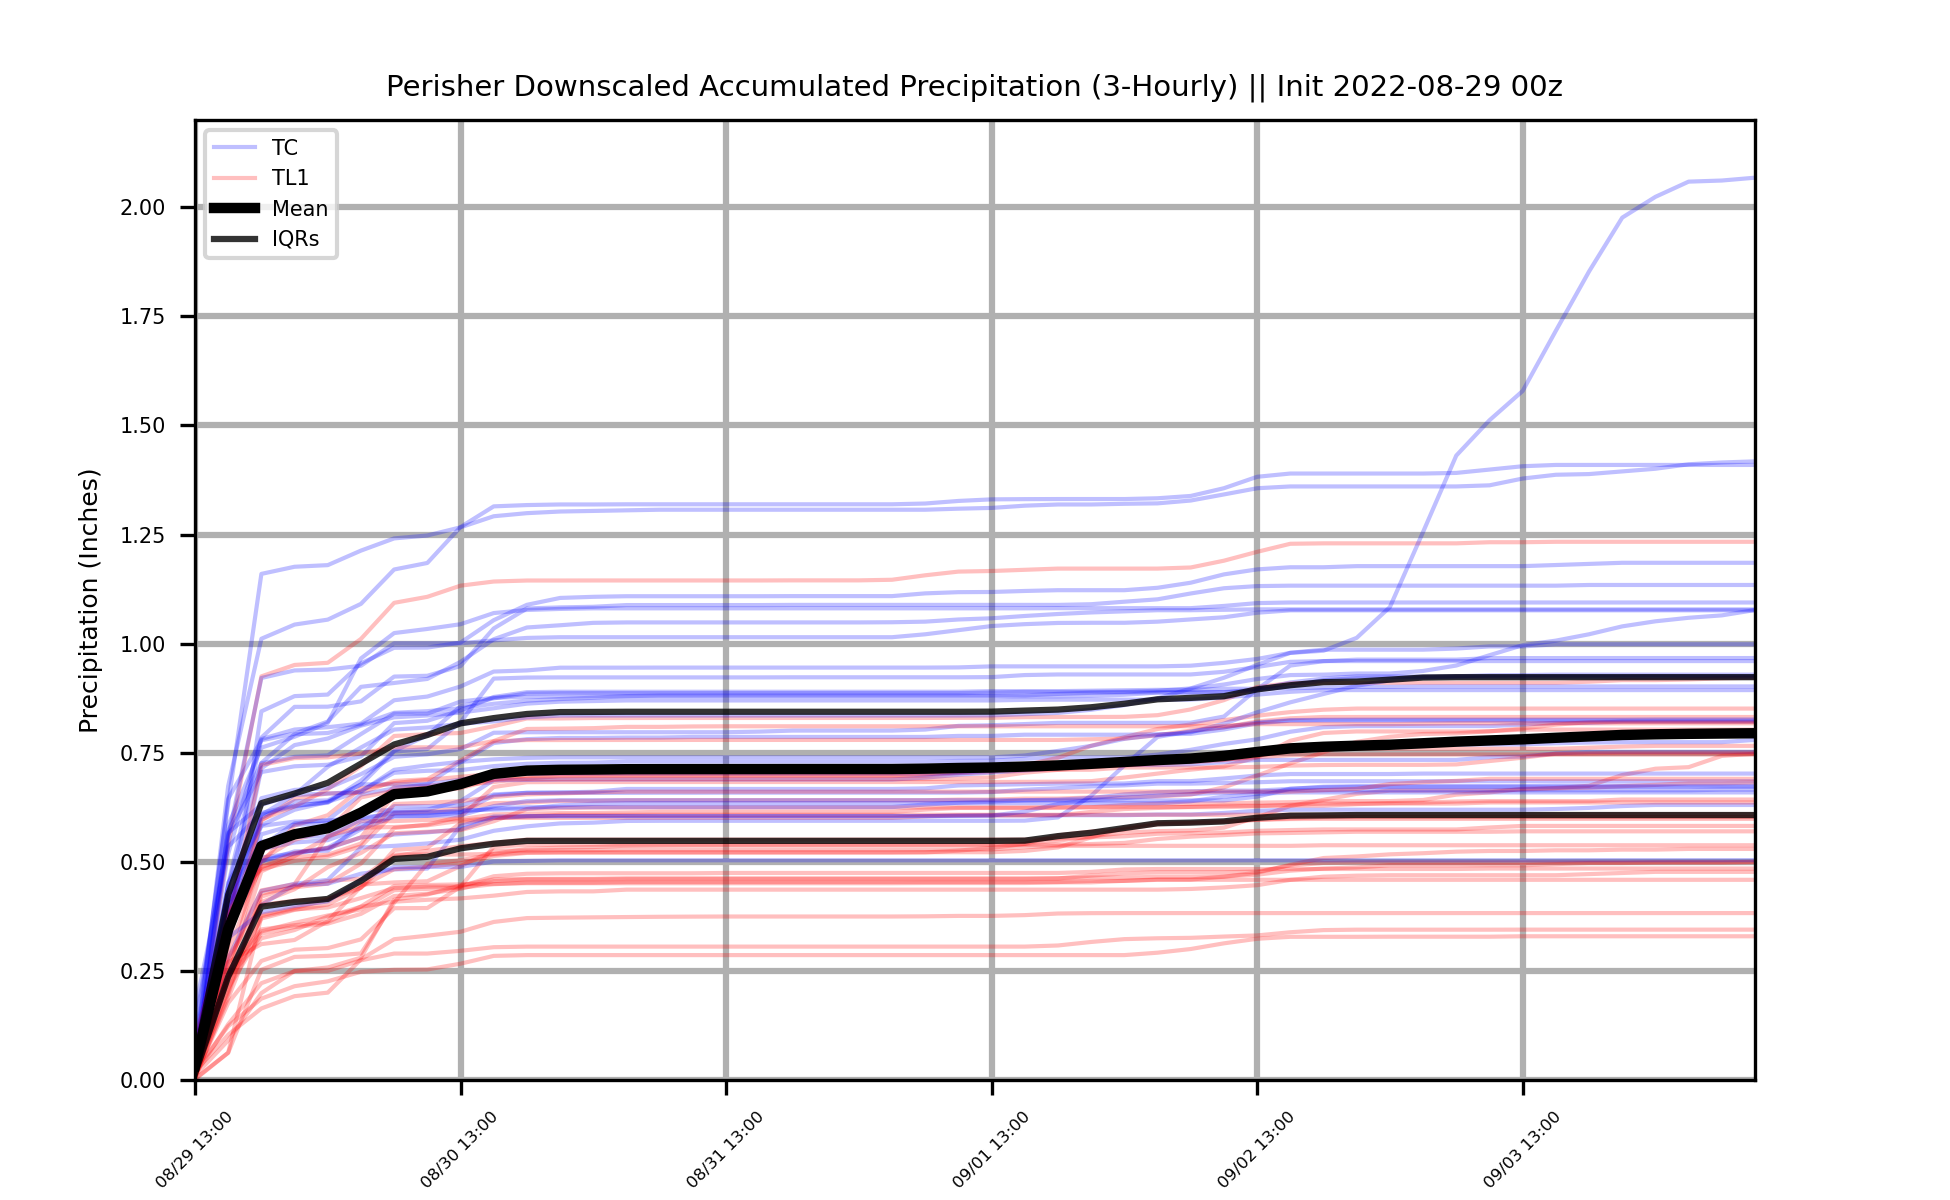 Perisher Downscaled Accumulated Precipitation (3-Hourly) || Init 2022-08-29 00z
TC
TL1
Mean
IQRs
Precipitation (Inches)
2.00
1.75
1.50
1.25
1.00
0.75
0.50
0.25
0.00
08/29 13:00
08/30 13:00
08/31 13:00
09/01 13:00
09/02 13:00
09/03 13:00